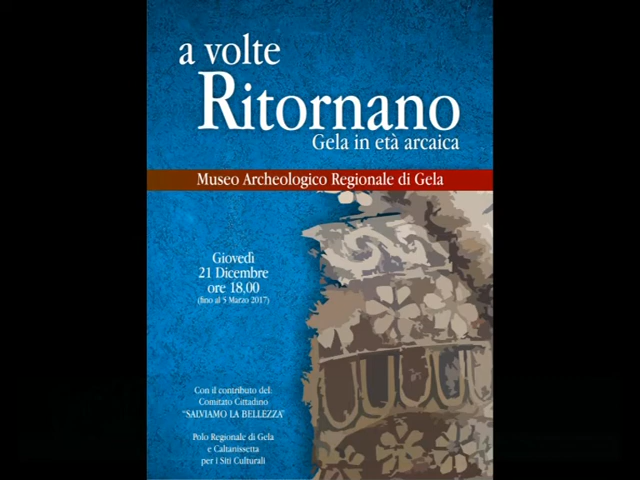 a volte
Ritornano
Gela in età arcaica
Museo Archeologico Regionale di Gela
Giovedì
21 Dicembre
ore 18,00
(fino al 5 Marzo 2017)
Con il contributo del:
Comitato Cittadino
"SALVIAMO LA BELLEZZA"
Polo Regionale di Gela
e Caltanissetta
per i Siti Culturali